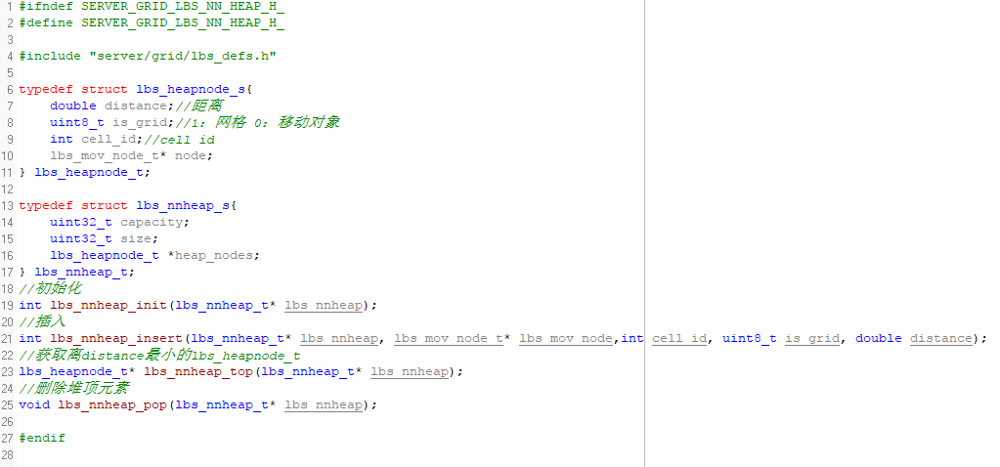 1 #ifndef SERVER_GRID_LBS_NN_HEAP_H_
2 #define SERVER_GRID_LBS_NN_HEAP_H_
3
4 #include "server/grid/lbs_defs.h"
5
6 typedef struct lbs_heapnode_s{
7     double distance;//距离
8     uint8_t is_grid;//1: 网格 0: 移动对象
9     int cell_id;//cell id
10     lbs_mov_node_t* node;
11 } lbs_heapnode_t;
12
13 typedef struct lbs_nnheap_s{
14     uint32_t capacity;
15     uint32_t size;
16     lbs_heapnode_t *heap_nodes;
17 } lbs_nnheap_t;
18 //初始化
19 int lbs_nnheap_init(lbs_nnheap_t* lbs_nnheap);
20 //插入
21 int lbs_nnheap_insert(lbs_nnheap_t* lbs_nnheap, lbs_mov_node_t* lbs_mov_node,int cell_id, uint8_t is_grid, double distance);
22 //获取离distance最小的lbs_heapnode_t
23 lbs_heapnode_t* lbs_nnheap_top(lbs_nnheap_t* lbs_nnheap);
24 //删除堆顶元素
25 void lbs_nnheap_pop(lbs_nnheap_t* lbs_nnheap);
26
27 #endif
28